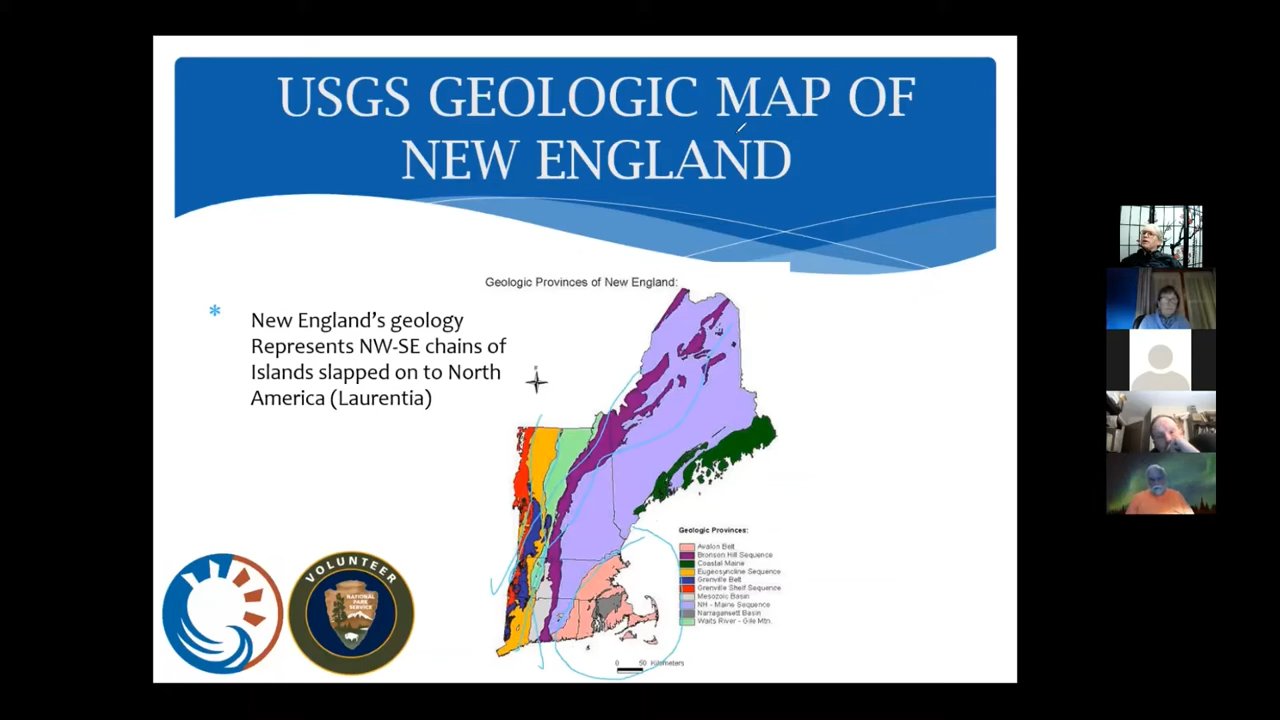 USGS GEOLOGIC MAP OF
NEW ENGLAND
Geologic Provinces of New England:
* New England’s geology
Represents NW-SE chains of
Islands slapped on to North
America (Laurentia)
Geologic Provinces:
Avalon Belt
Bronson Hill Sequence
Coastal Maine
Eugeosyncline Sequence
Grenville Belt
Grenville Shelf Sequence
Mesozoic Basin
NH - Maine Sequence
Narragansett Basin
Waits River - Gile Mtn.
0 50 Kilometers
VOLUNTEER
NATIONAL
PARK
SERVICE